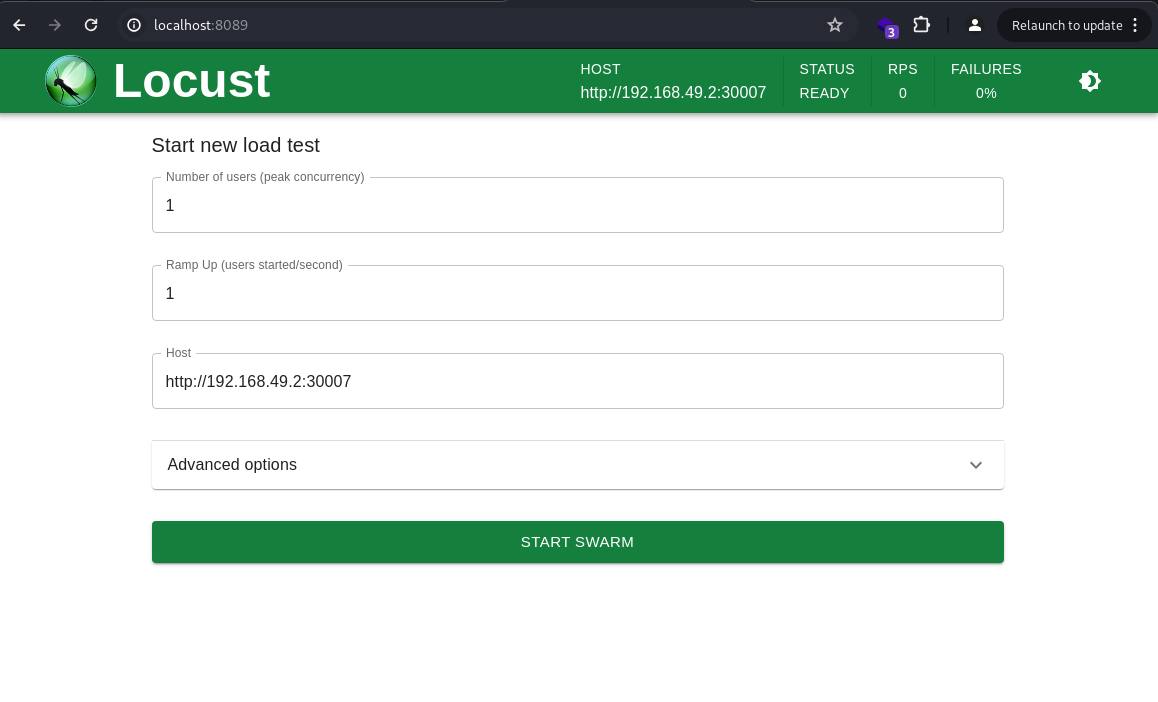 localhost:8089
3
Relaunch to update
Locust
HOST
http://192.168.49.2:30007
STATUS
READY
RPS
0
FAILURES
0%
Start new load test
Number of users (peak concurrency)
1
Ramp Up (users started/second)
1
Host
http://192.168.49.2:30007
Advanced options
START SWARM